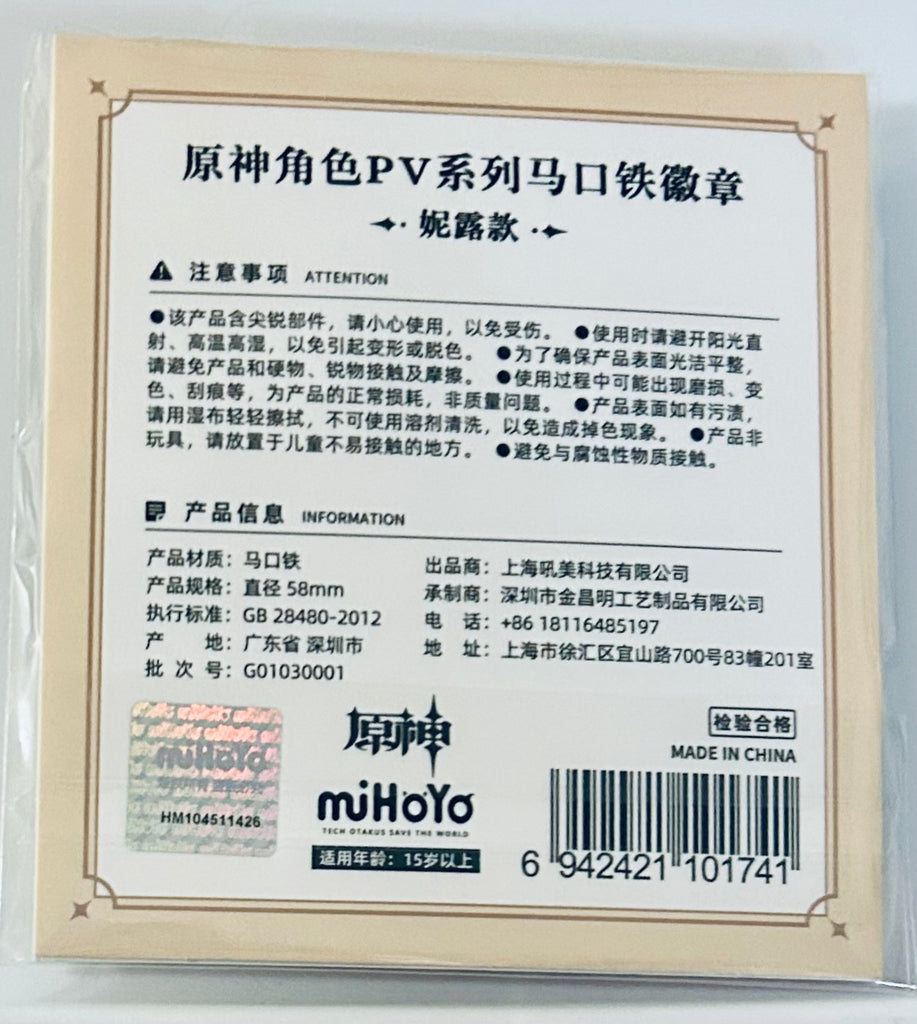 原神角色PV系列马口铁徽章
妮露款
注意事项 ATTENTION
●该产品含尖锐部件，请小心使用，以免受伤。 ●使用时请避开阳光直
射、高温高湿，以免引起变形或脱色。 ●为了确保产品表面光洁平整，
请避免产品和硬物、锐物接触及摩擦。 ●使用过程中可能出现磨损、变
色、刮痕等，为产品的正常损耗，非质量问题。 ●产品表面如有污渍，
请用湿布轻轻擦拭，不可使用溶剂清洗，以免造成掉色现象。 ●产品非
玩具，请放置于儿童不易接触的地方。 ●避免与腐蚀性物质接触。
产品信息 INFORMATION
产品材质：马口铁
产品规格：直径 58mm
执行标准：GB 28480-2012
产 地：广东省 深圳市
批 次 号：G01030001
出品商：上海吼美科技有限公司
承制商：深圳市金昌明工艺制品有限公司
电 话：+86 18116485197
地 址：上海市徐汇区宜山路700号83幢201室
miHoYo
HM104511426
原神
miHoYo
TECH OTAKUS SAVE THE WORLD
适用年龄：15岁以上
检验合格
MADE IN CHINA
6 942421 101741